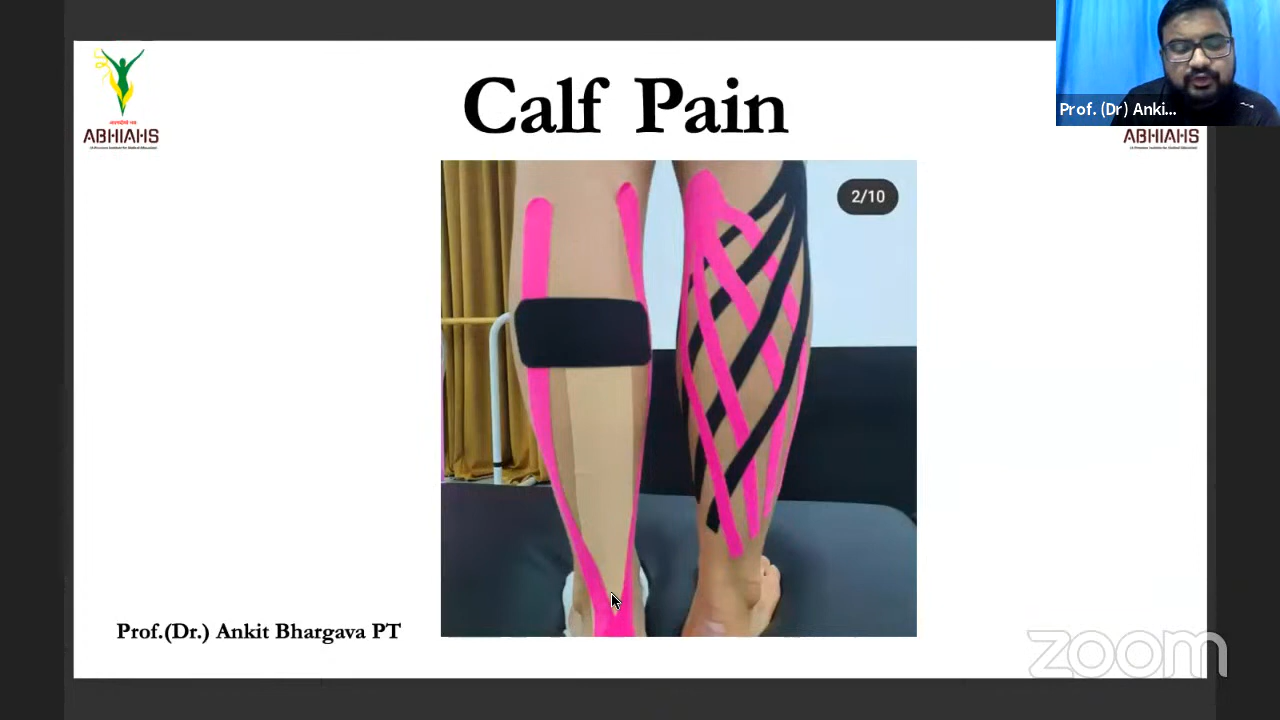 Calf Pain
ABHIAHS
Prof. (Dr) Anki...
ABHIAHS
2/10
Prof.(Dr.) Ankit Bhargava PT
zoom